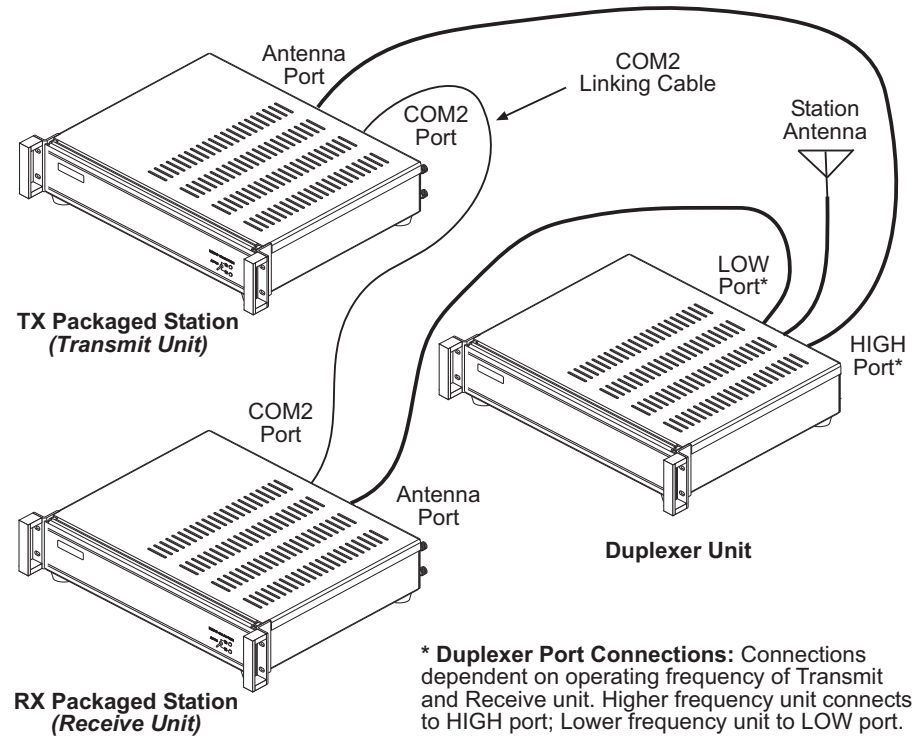 Antenna
Port
COM2
Linking Cable
COM2
Port
Station
Antenna
LOW
Port*
TX Packaged Station
(Transmit Unit)
HIGH
Port*
COM2
Port
Antenna
Port
Duplexer Unit
RX Packaged Station
(Receive Unit)
* Duplexer Port Connections: Connections
dependent on operating frequency of Transmit
and Receive unit. Higher frequency unit connects
to HIGH port; Lower frequency unit to LOW port.